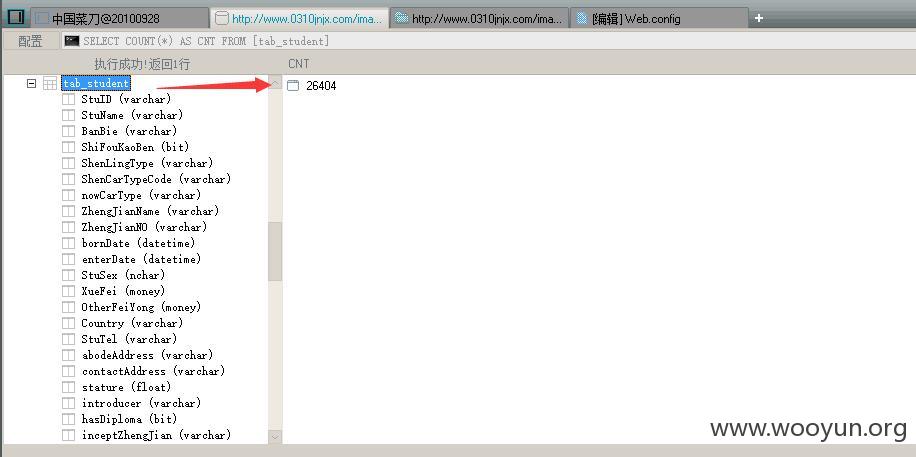 中国菜刀@20100928
http://www.0310jnjx.com/ima...
http://www.0310jnjx.com/ima...
[编辑] Web.config
+
配置
SELECT COUNT(*) AS CNT FROM [tab_student]
执行成功!返回1行
CNT
tab_student
26404
StuID (varchar)
StuName (varchar)
BanBie (varchar)
ShiFouKaoBen (bit)
ShenLingType (varchar)
ShenCarTypeCode (varchar)
nowCarType (varchar)
ZhengJianName (varchar)
ZhengJianNO (varchar)
bornDate (datetime)
enterDate (datetime)
StuSex (nchar)
XueFei (money)
OtherFeiYong (money)
Country (varchar)
StuTel (varchar)
abodeAddress (varchar)
contactAddress (varchar)
stature (float)
introducer (varchar)
hasDiploma (bit)
inceptZhengJian (varchar)
www.wooyun.org